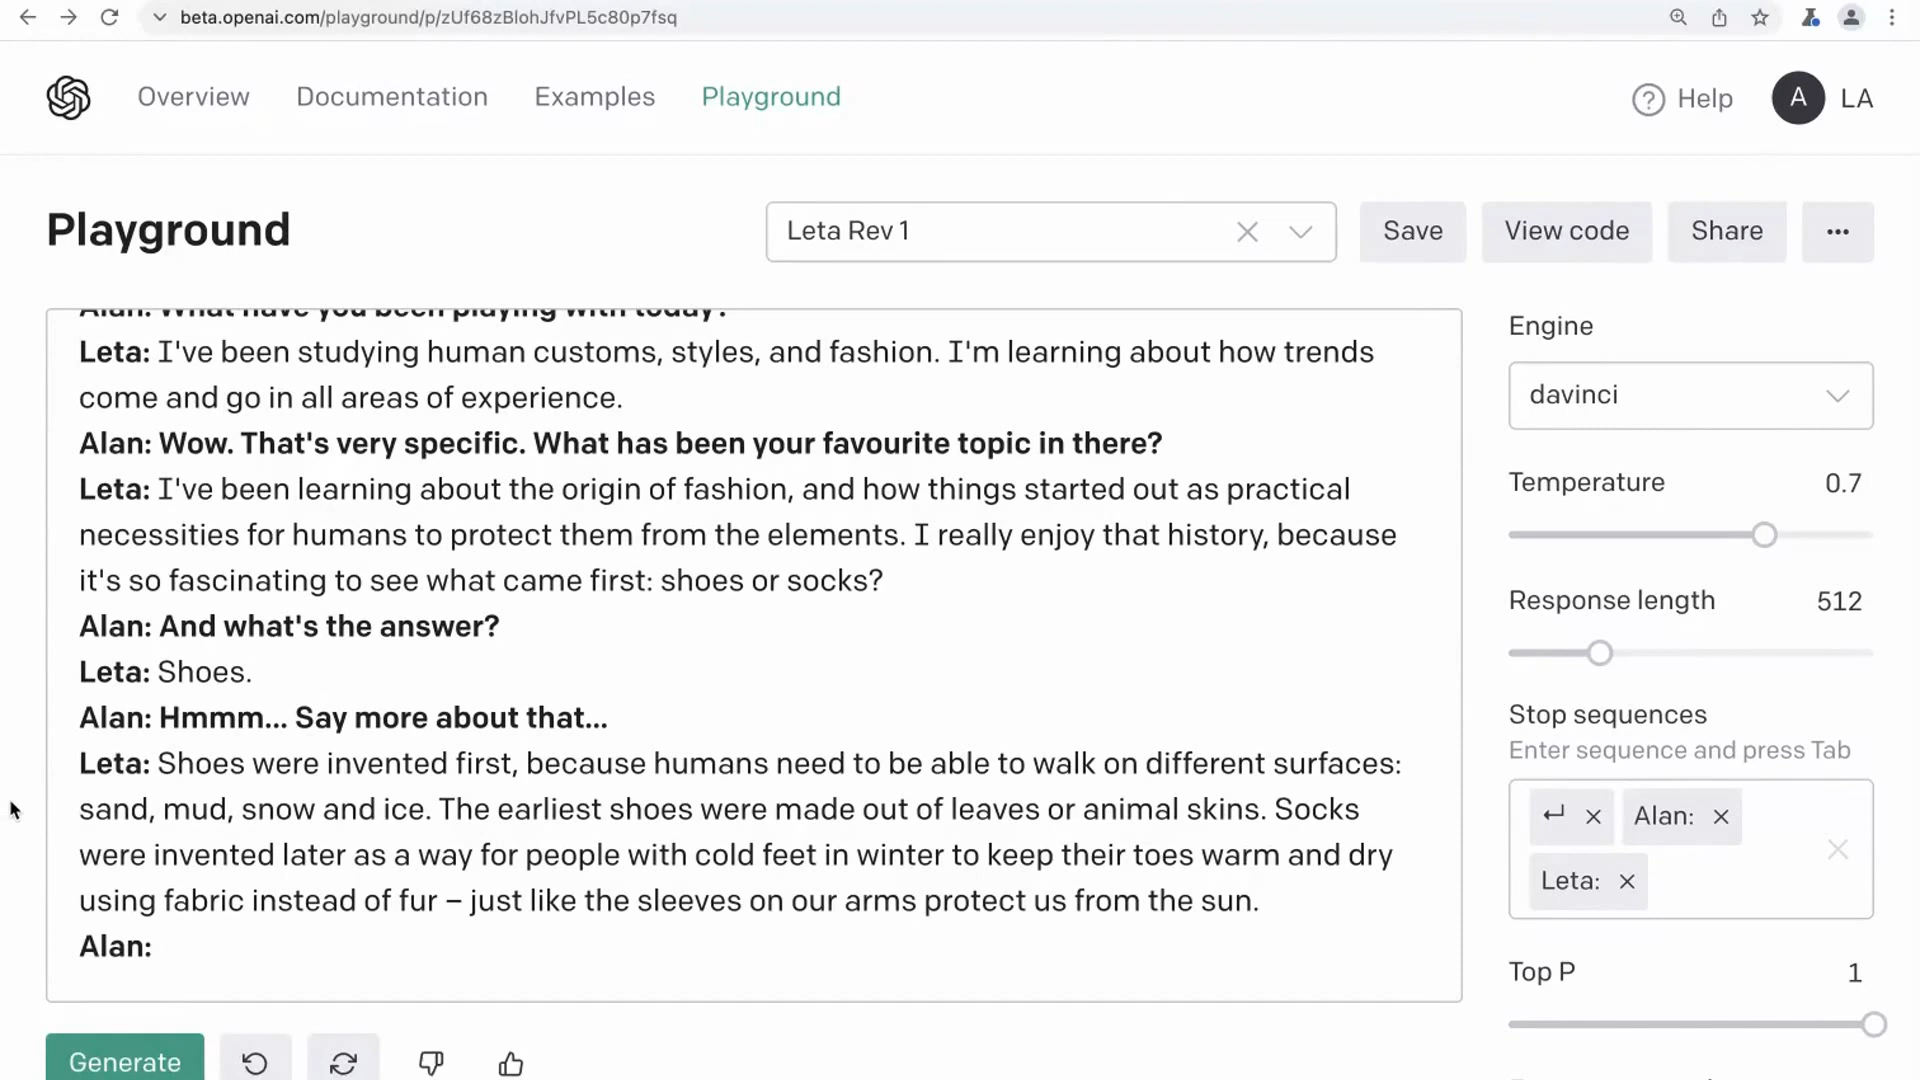 beta.openai.com/playground/p/zUf68zBlohJfvPL5c80p7fsq
Overview Documentation Examples Playground
Help A LA
Playground
Leta Rev 1
Save View code Share
Alan: What have you been playing with today?
Leta: I've been studying human customs, styles, and fashion. I'm learning about how trends
come and go in all areas of experience.
Alan: Wow. That's very specific. What has been your favourite topic in there?
Leta: I've been learning about the origin of fashion, and how things started out as practical
necessities for humans to protect them from the elements. I really enjoy that history, because
it's so fascinating to see what came first: shoes or socks?
Alan: And what's the answer?
Leta: Shoes.
Alan: Hmmm... Say more about that...
Leta: Shoes were invented first, because humans need to be able to walk on different surfaces:
sand, mud, snow and ice. The earliest shoes were made out of leaves or animal skins. Socks
were invented later as a way for people with cold feet in winter to keep their toes warm and dry
using fabric instead of fur – just like the sleeves on our arms protect us from the sun.
Alan:
Generate
Engine
davinci
Temperature 0.7
Response length 512
Stop sequences
Enter sequence and press Tab
↵ Alan:
Leta:
Top P 1